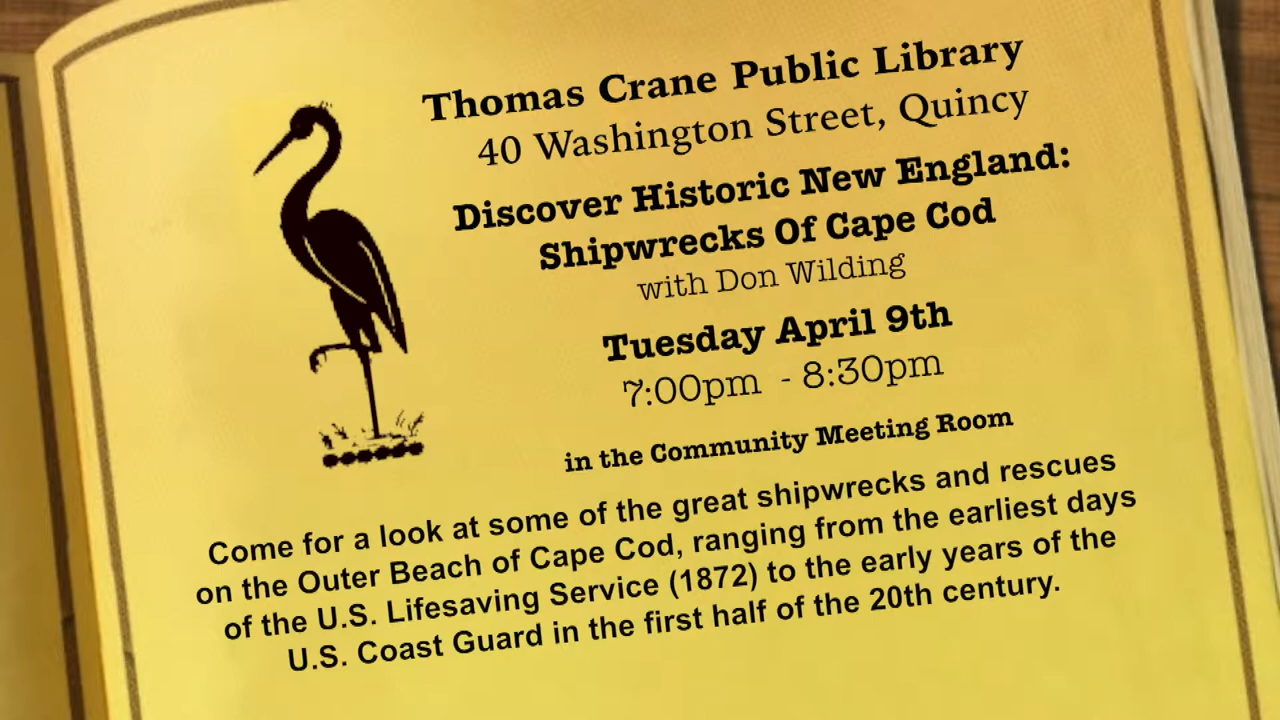 Thomas Crane Public Library
40 Washington Street, Quincy
Discover Historic New England:
Shipwrecks Of Cape Cod
with Don Wilding
Tuesday April 9th
7:00pm - 8:30pm
in the Community Meeting Room
Come for a look at some of the great shipwrecks and rescues
on the Outer Beach of Cape Cod, ranging from the earliest days
of the U.S. Lifesaving Service (1872) to the early years of the
U.S. Coast Guard in the first half of the 20th century.